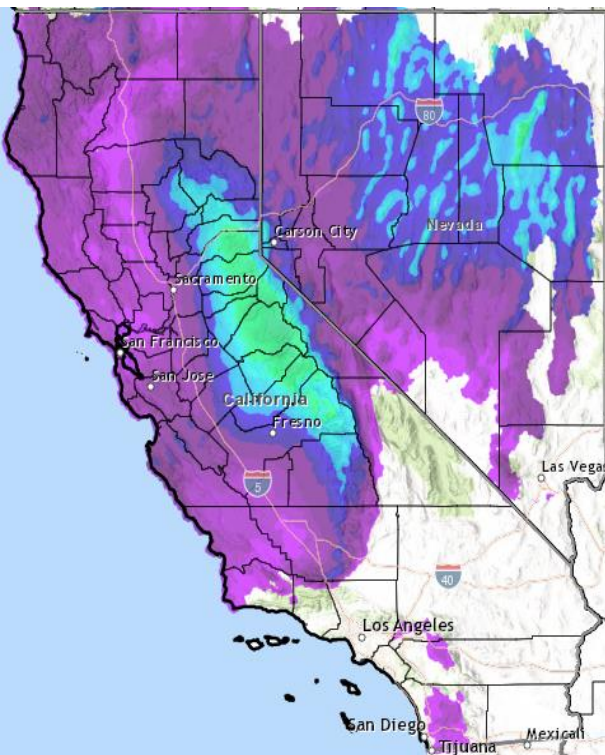 80
Nevada
Carson City
Sacramento
San Francisco
San Jose
California
Fresno
Las Vegas
5
40
Los Angeles
San Diego
Mexicali
Tijuana